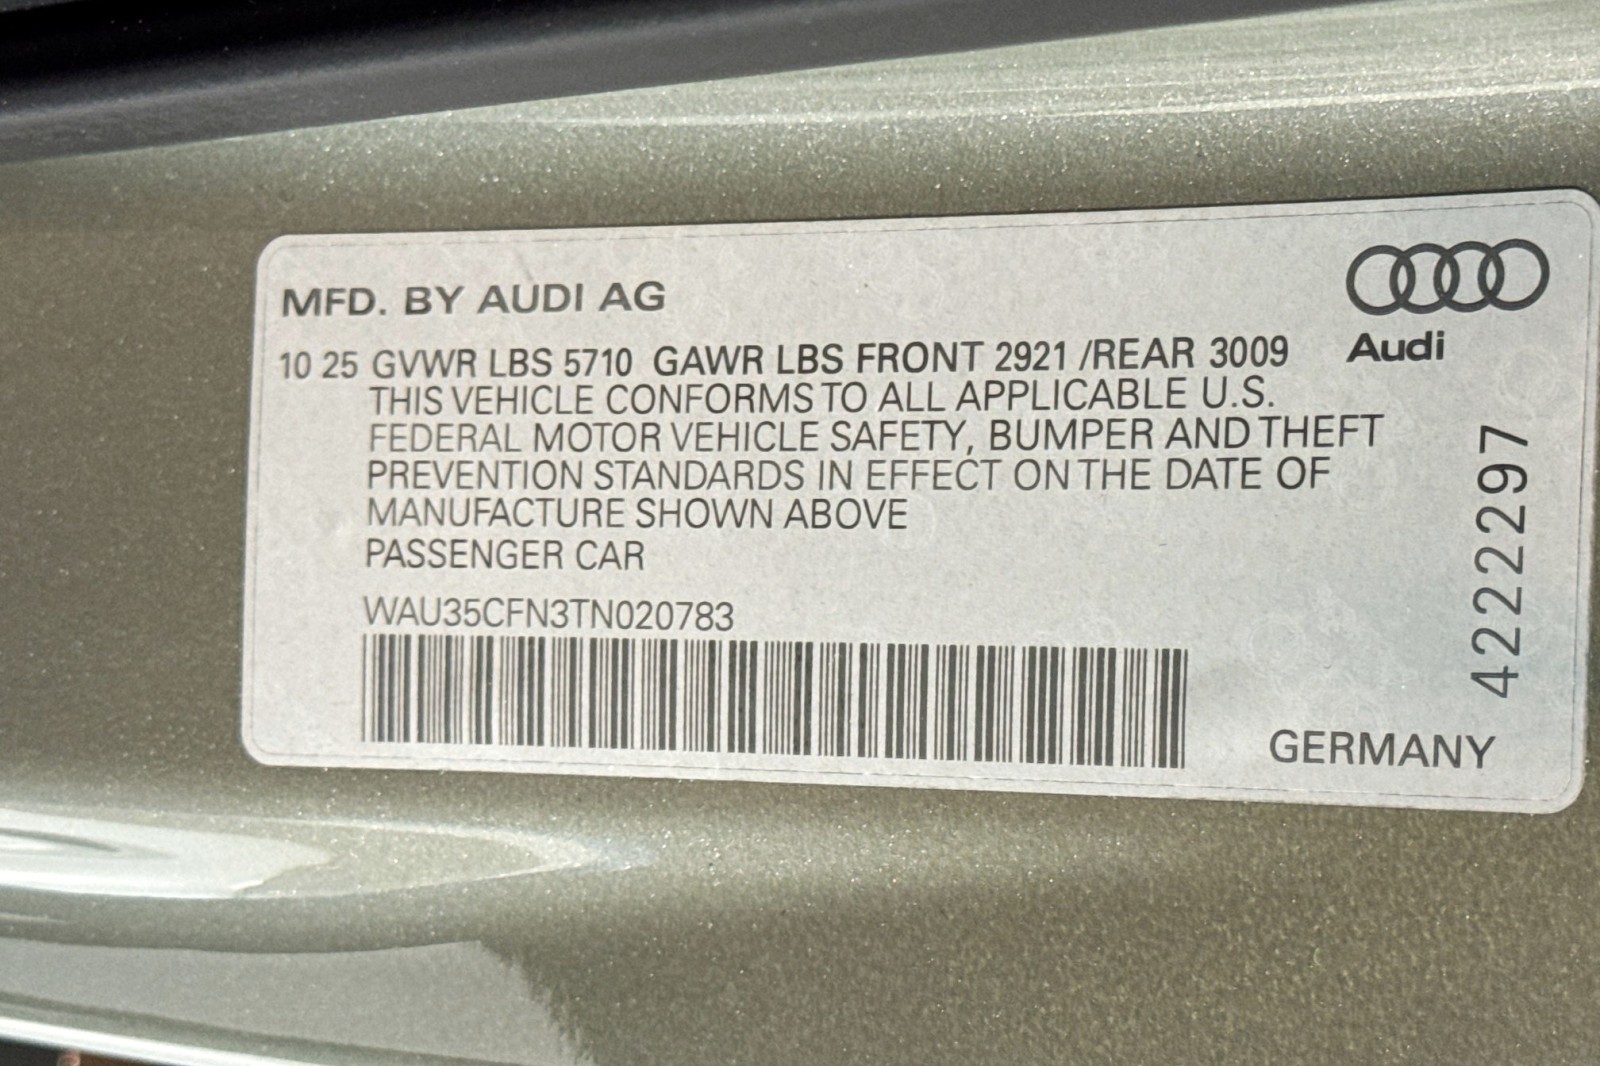 MFD. BY AUDI AG
Audi
10 25 GVWR LBS 5710 GAWR LBS FRONT 2921 /REAR 3009
THIS VEHICLE CONFORMS TO ALL APPLICABLE U.S.
FEDERAL MOTOR VEHICLE SAFETY, BUMPER AND THEFT
PREVENTION STANDARDS IN EFFECT ON THE DATE OF
MANUFACTURE SHOWN ABOVE
PASSENGER CAR
WAU35CFN3TN020783
4222297
GERMANY